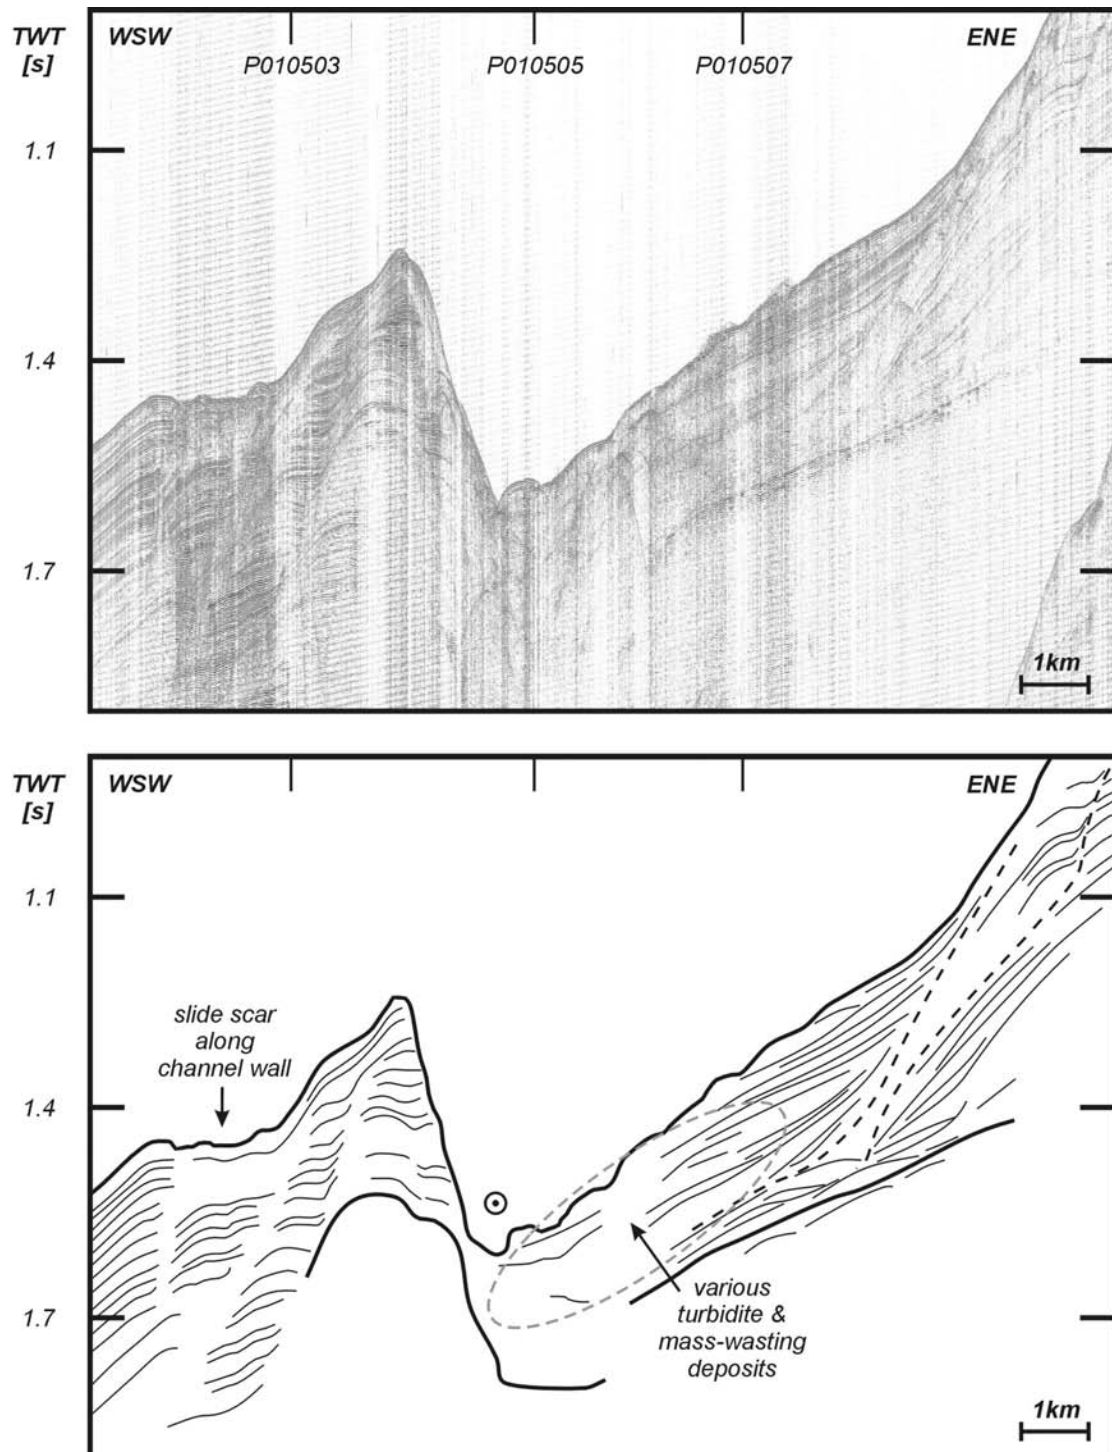 TWT
[s]
WSW
ENE
P010503
P010505
P010507
1.1
1.4
1.7
1km
TWT
[s]
WSW
ENE
1.1
slide scar
along
channel wall
1.4
1.7
various
turbidite &
mass-wasting
deposits
1km